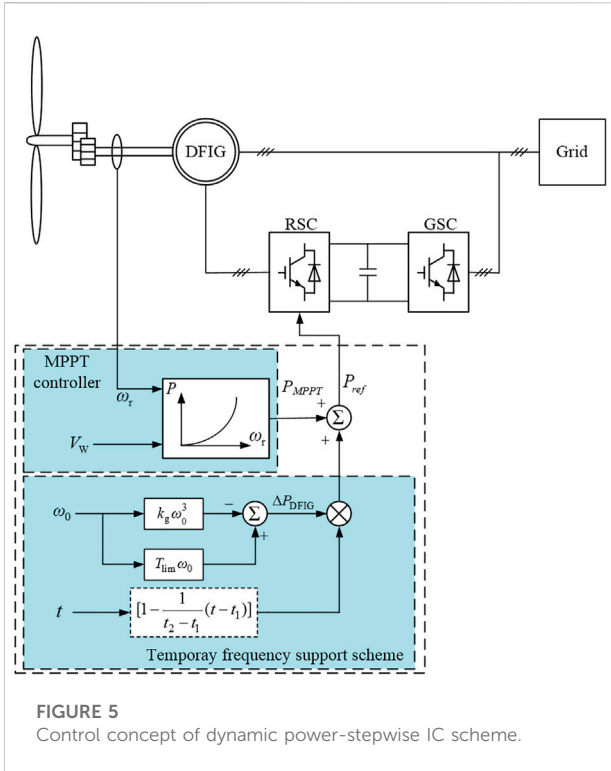 DFIG
Grid
RSC
GSC
MPPT
controller
ω_r
P
ω_r
V_W
P_MPPT
P_ref
+
Σ
+
ω_0
k_g ω_0^3
−
Σ
+
ΔP_DFIG
T_lim ω_0
t
[1 − 1/(t_2 − t_1) (t − t_1)]
Temporay frequency support scheme
FIGURE 5
Control concept of dynamic power-stepwise IC scheme.